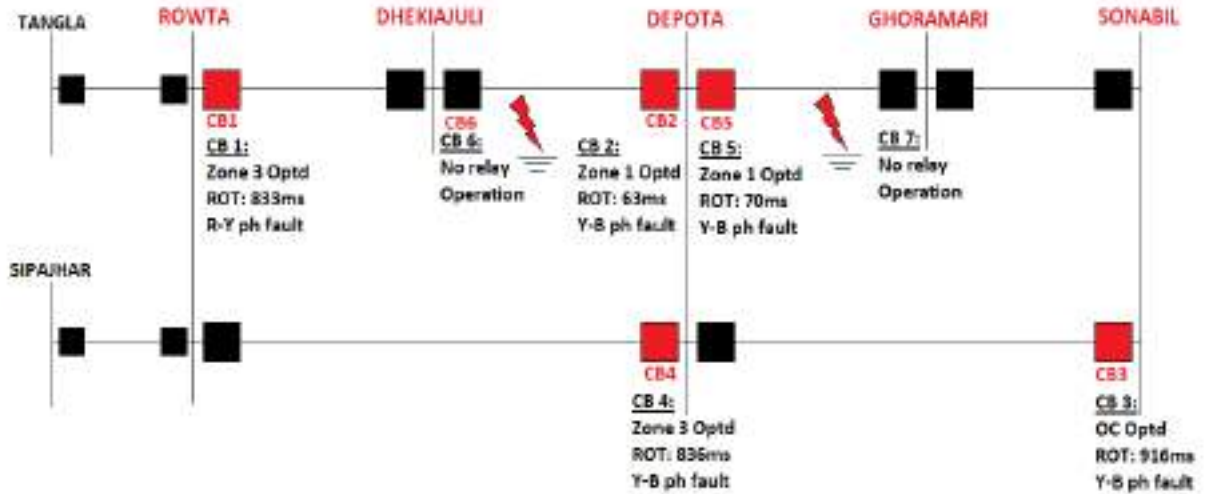 TANGLA
ROWTA
DHEKIAJULI
DEPOTA
GHORAMARI
SONABIL
CB1
CB 1:
Zone 3 Optd
ROT: 833ms
R-Y ph fault
CB6
CB 6:
No relay
Operation
CB2
CB 2:
Zone 1 Optd
ROT: 63ms
Y-B ph fault
CB5
CB 5:
Zone 1 Optd
ROT: 70ms
Y-B ph fault
CB 7:
No relay
Operation
SIPAJHAR
CB4
CB 4:
Zone 3 Optd
ROT: 836ms
Y-B ph fault
CB3
CB 3:
OC Optd
ROT: 916ms
Y-B ph fault